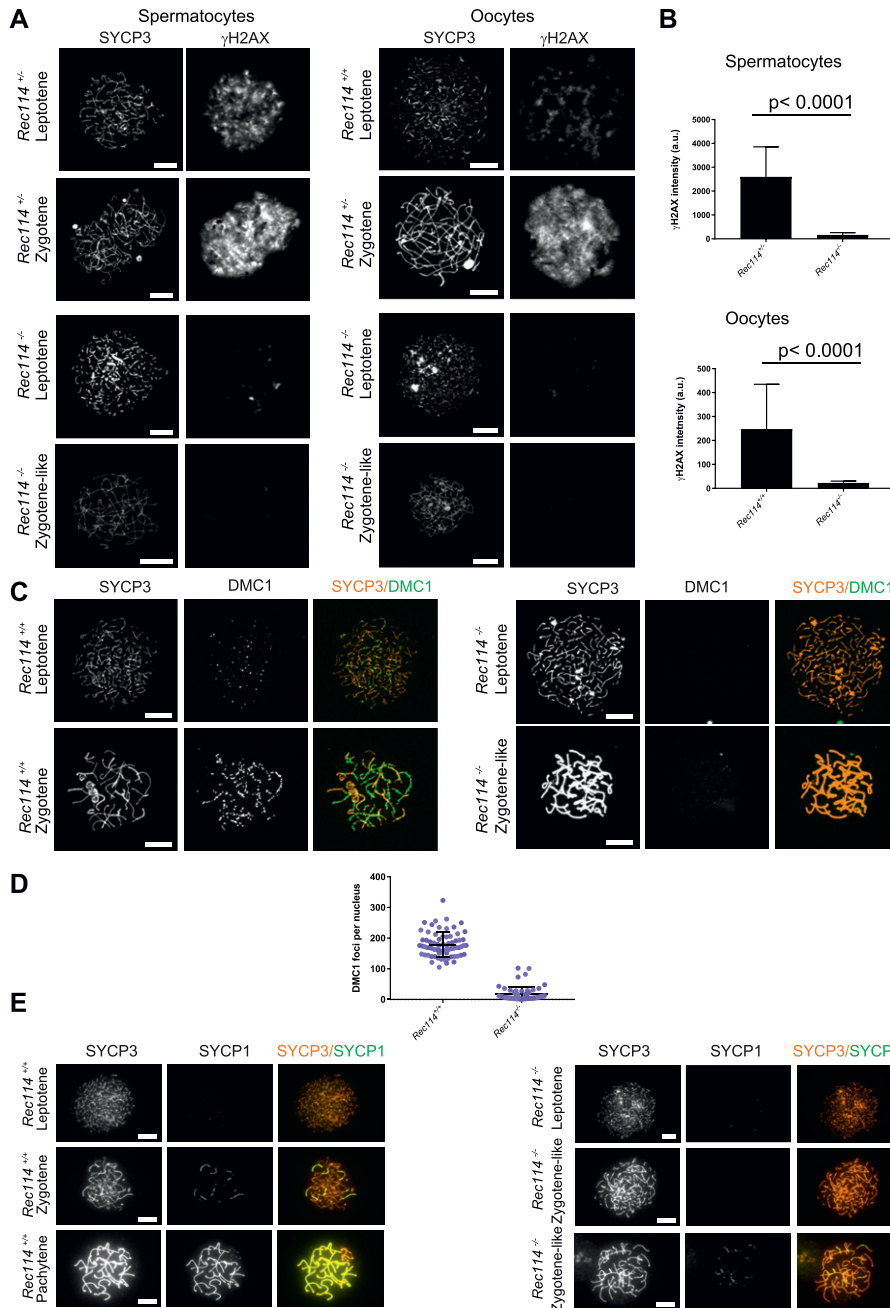 A
Spermatocytes
Oocytes
SYCP3
γH2AX
SYCP3
γH2AX
Rec114 +/-
Leptotene
Rec114 +/+
Leptotene
Rec114 +/-
Zygotene
Rec114 +/+
Zygotene
Rec114 -/-
Leptotene
Rec114 -/-
Leptotene
Rec114 -/-
Zygotene-like
Rec114 -/-
Zygotene-like
B
Spermatocytes
p< 0.0001
γH2AX intensity (a.u.)
5000
4000
3000
2000
1000
0
Rec114+/-
Rec114-/-
Oocytes
p< 0.0001
γH2AX intetnsity (a.u.)
500
400
300
200
100
0
Rec114+/+
Rec114-/-
C
SYCP3
DMC1
SYCP3/DMC1
SYCP3
DMC1
SYCP3/DMC1
Rec114 +/+
Leptotene
Rec114 -/-
Leptotene
Rec114 +/+
Zygotene
Rec114 -/-
Zygotene-like
D
DMC1 foci per nucleus
400
300
200
100
0
Rec114+/+
Rec114-/-
E
SYCP3
SYCP1
SYCP3/SYCP1
SYCP3
SYCP1
SYCP3/SYCP
Rec114 +/+
Leptotene
Rec114 -/-
Leptotene
Rec114 +/+
Zygotene
Rec114 -/-
Zygotene-like
Rec114 +/+
Pachytene
Rec114 -/-
Zygotene-like